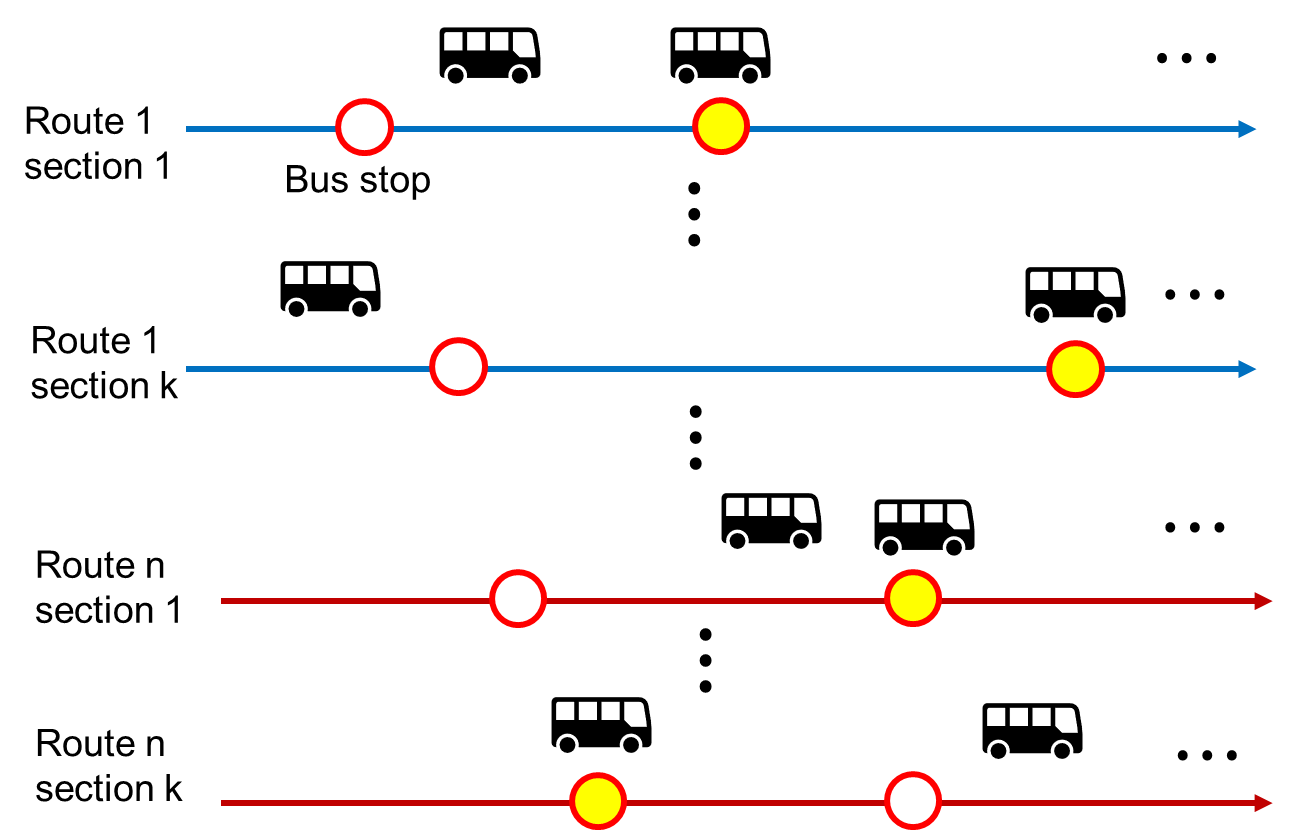 Route 1
section 1
Bus stop
Route 1
section k
Route n
section 1
Route n
section k